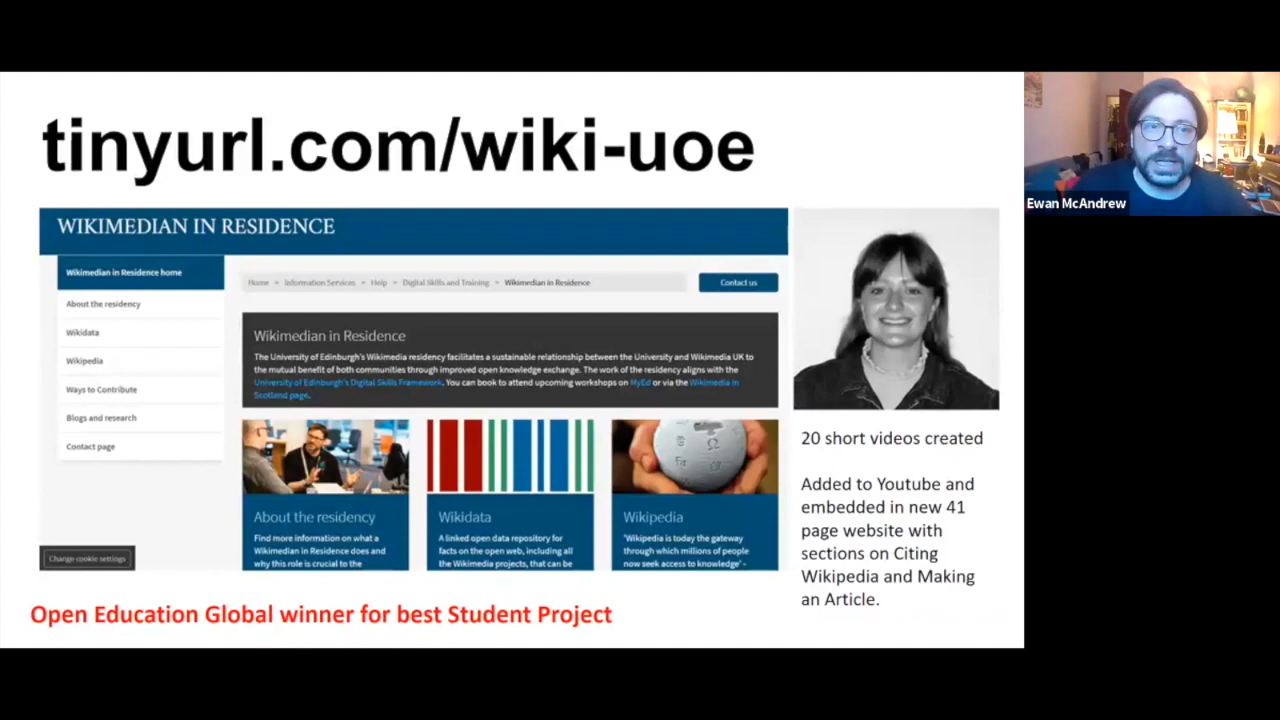 tinyurl.com/wiki-uoe
WIKIMEDIAN IN RESIDENCE
Wikimedian in Residence home
About the residency
Wikidata
Wikipedia
Ways to Contribute
Blogs and research
Contact page
Change cookie settings
Home > Information Services > Help > Digital Skills and Training > Wikimedian in Residence
Contact us
Wikimedian in Residence
The University of Edinburgh's Wikimedia residency facilitates a sustainable relationship between the University and Wikimedia UK to
the mutual benefit of both communities through improved open knowledge exchange. The work of the residency aligns with the
University of Edinburgh's Digital Skills Framework. You can book to attend upcoming workshops on MyEd or via the Wikimedia in
Scotland page.
About the residency
Find more information on what a
Wikimedian in Residence does and
why this role is crucial to the
Wikidata
A linked open data repository for
facts on the open web, including all
the Wikimedia projects, that can be
Wikipedia
'Wikipedia is today the gateway
through which millions of people
now seek access to knowledge' -
20 short videos created
Added to Youtube and
embedded in new 41
page website with
sections on Citing
Wikipedia and Making
an Article.
Open Education Global winner for best Student Project
Ewan McAndrew